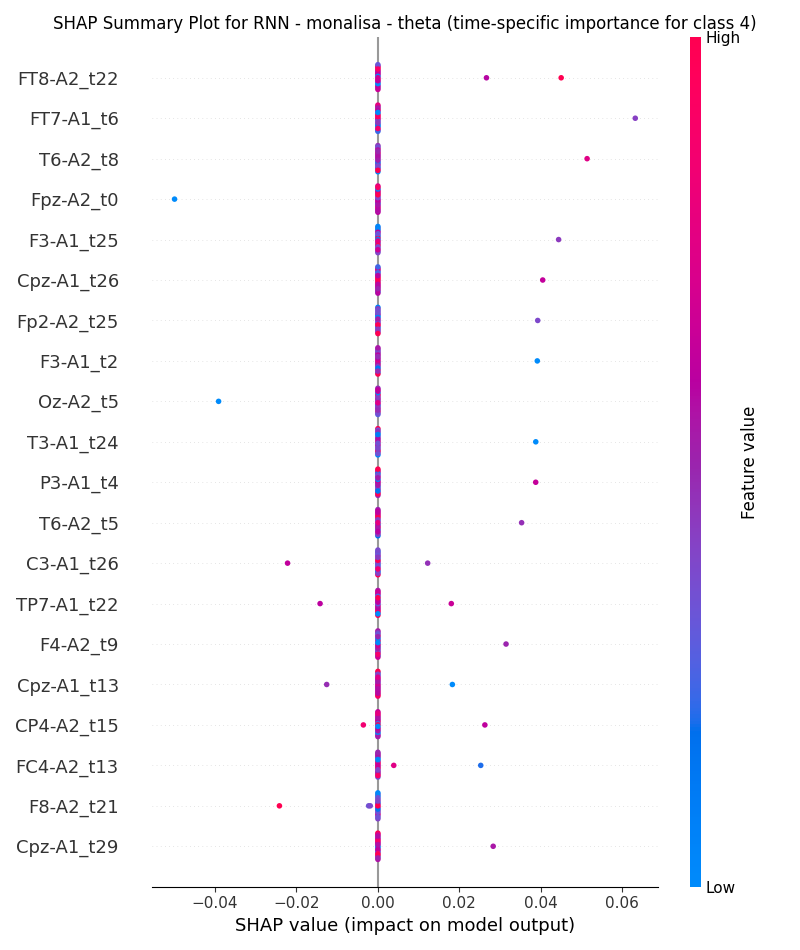 SHAP Summary Plot for RNN - monalisa - theta (time-specific importance for class 4)
High
FT8-A2_t22
FT7-A1_t6
T6-A2_t8
Fpz-A2_t0
F3-A1_t25
Cpz-A1_t26
Fp2-A2_t25
F3-A1_t2
Oz-A2_t5
T3-A1_t24
P3-A1_t4
T6-A2_t5
C3-A1_t26
TP7-A1_t22
F4-A2_t9
Cpz-A1_t13
CP4-A2_t15
FC4-A2_t13
F8-A2_t21
Cpz-A1_t29
Feature value
Low
−0.04 −0.02 0.00 0.02 0.04 0.06
SHAP value (impact on model output)